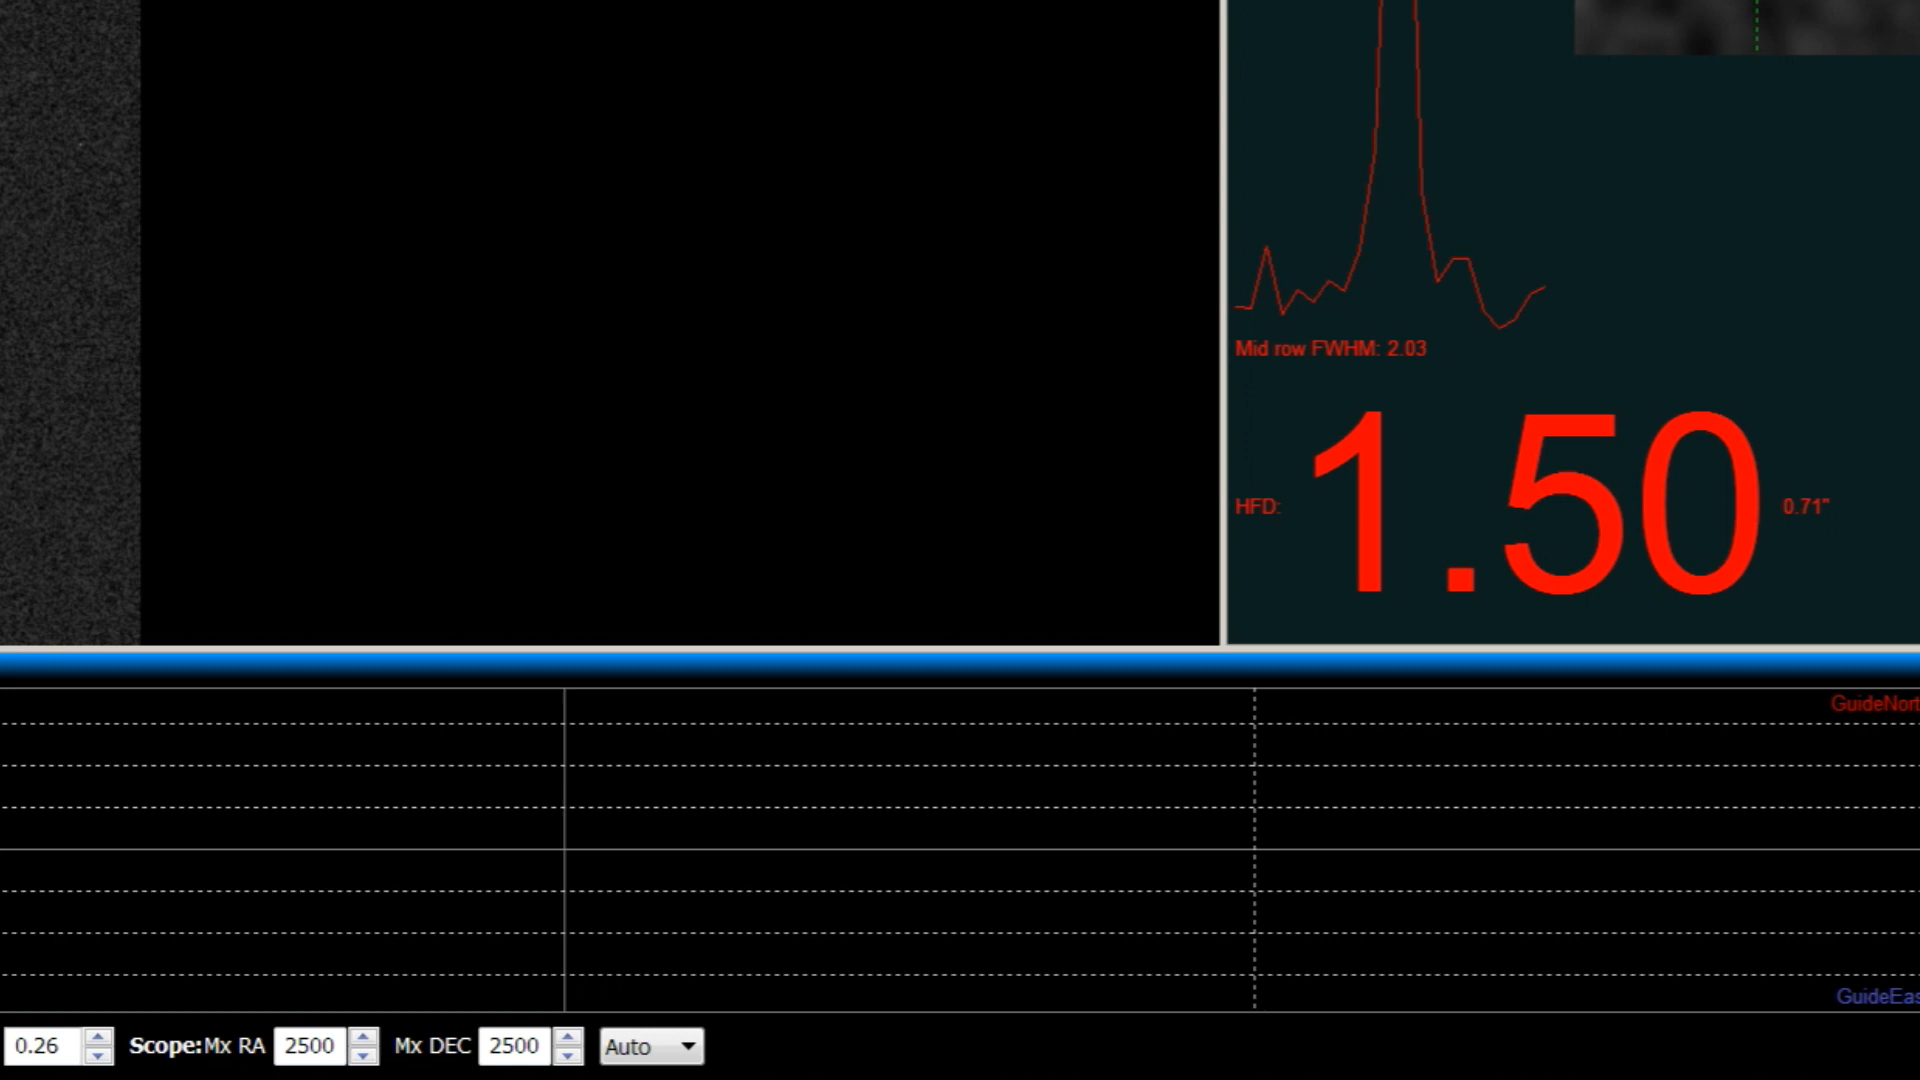 Mid row FWHM: 2.03
HFD: 1.50 0.71"
GuideNort
GuideEas
0.26 Scope:Mx RA 2500 Mx DEC 2500 Auto